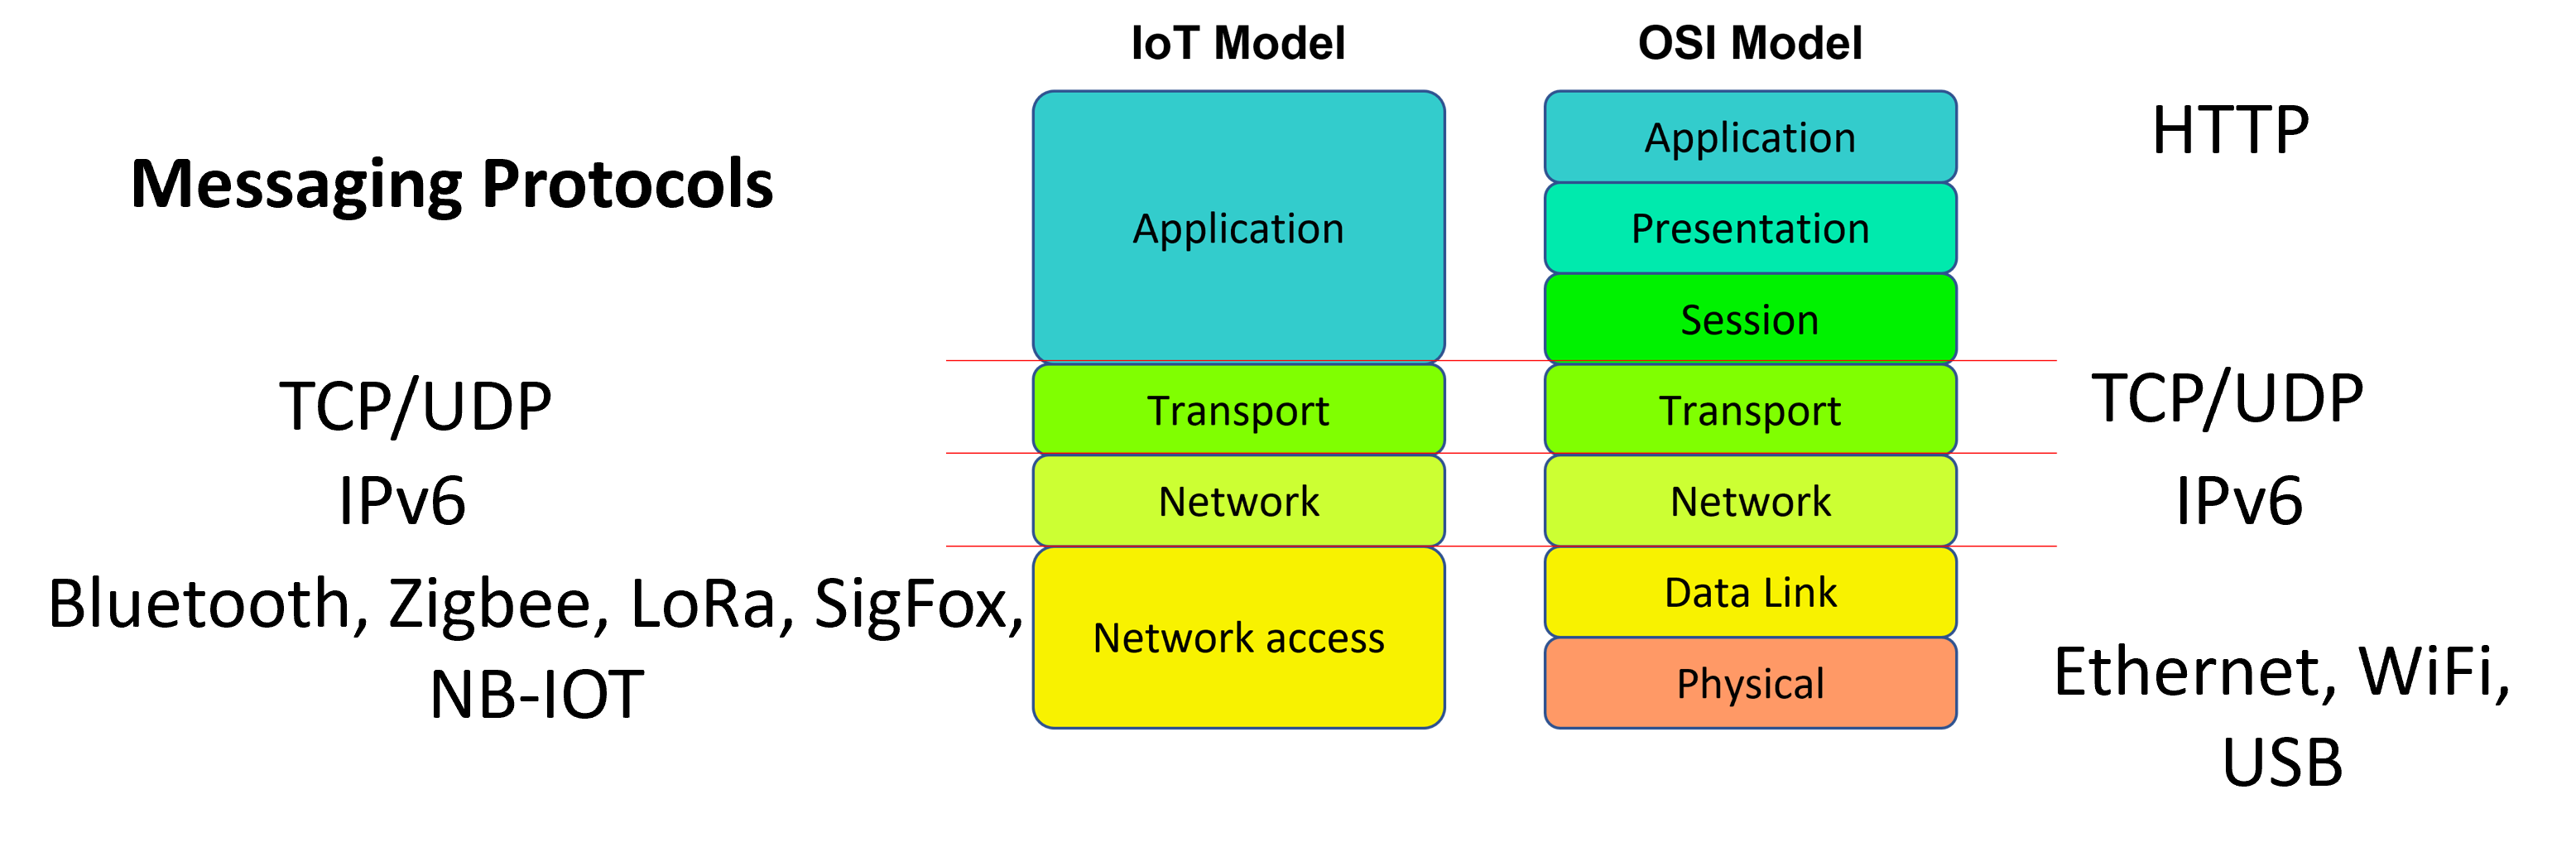 IoT Model
OSI Model
Messaging Protocols
Application
Application
HTTP
Presentation
Session
TCP/UDP
Transport
Transport
TCP/UDP
IPv6
Network
Network
IPv6
Bluetooth, Zigbee, LoRa, SigFox,
NB-IOT
Network access
Data Link
Physical
Ethernet, WiFi,
USB